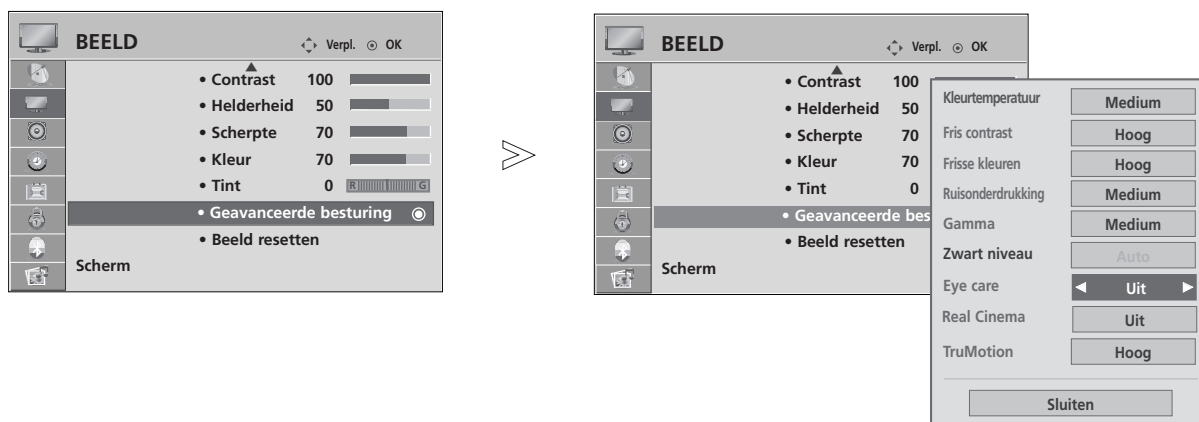 BEELD
Verpl. OK
• Contrast 100
• Helderheid 50
• Scherpte 70
• Kleur 70
• Tint 0 R G
• Geavanceerde besturing
• Beeld resetten
Scherm
BEELD
Verpl. OK
• Contrast 100
• Helderheid 50
• Scherpte 70
• Kleur 70
• Tint 0
• Geavanceerde bes
• Beeld resetten
Scherm
Kleurtemperatuur Medium
Fris contrast Hoog
Frisse kleuren Hoog
Ruisonderdrukking Medium
Gamma Medium
Zwart niveau Auto
Eye care Uit
Real Cinema Uit
TruMotion Hoog
Sluiten